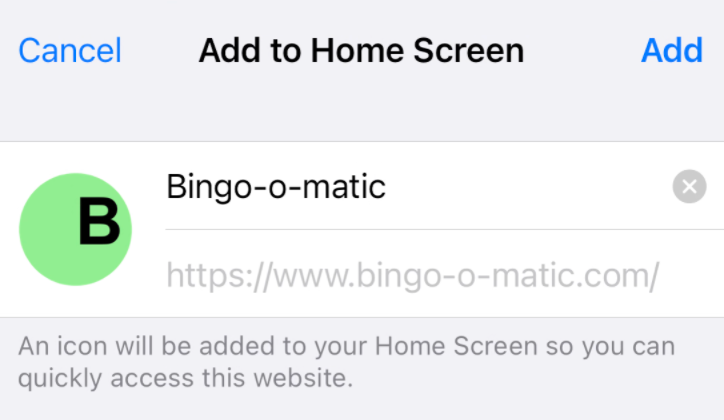 Cancel Add to Home Screen Add
Bingo-o-matic
B
https://www.bingo-o-matic.com/
An icon will be added to your Home Screen so you can
quickly access this website.